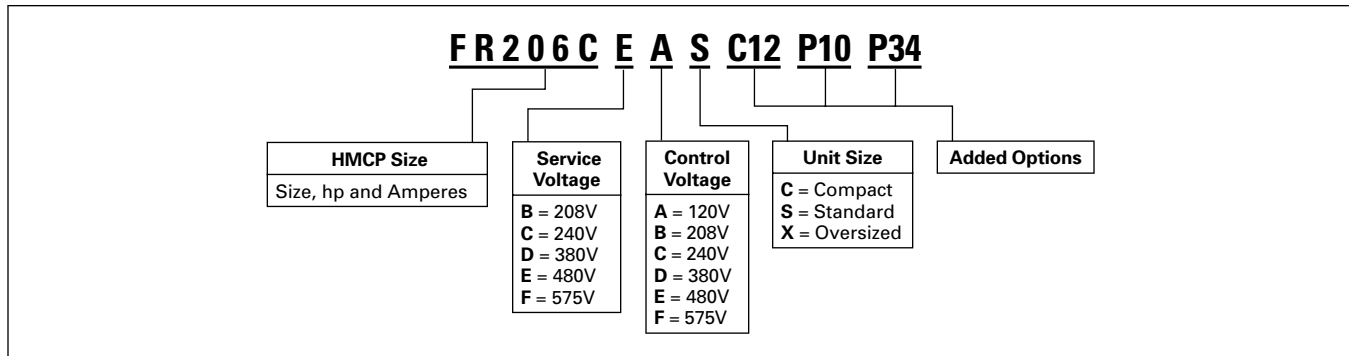 FR206C E A S C12 P10 P34
HMCP Size
Size, hp and Amperes
Service
Voltage
B = 208V
C = 240V
D = 380V
E = 480V
F = 575V
Control
Voltage
A = 120V
B = 208V
C = 240V
D = 380V
E = 480V
F = 575V
Unit Size
C = Compact
S = Standard
X = Oversized
Added Options